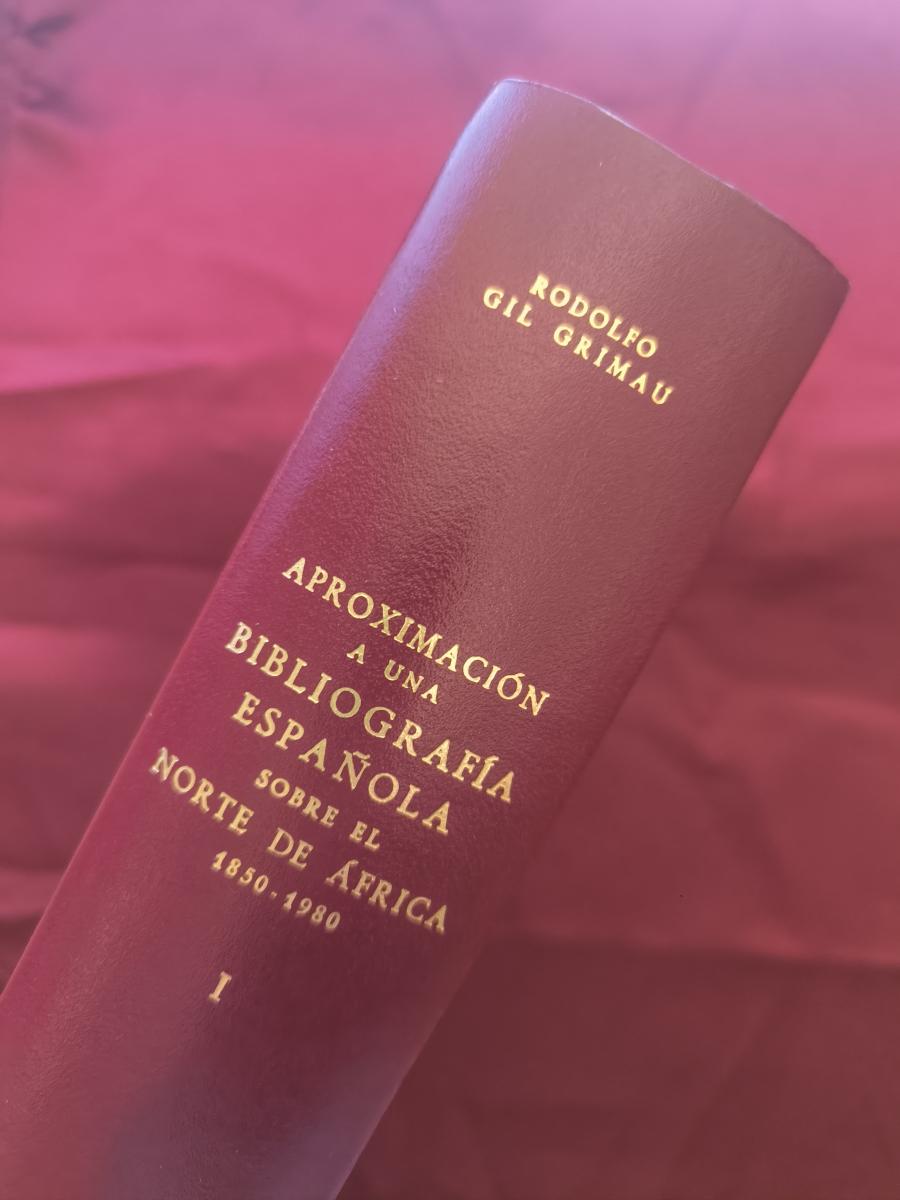 RODOLFO
GIL GRIMAU
APROXIMACIÓN
A UNA
BIBLIOGRAFÍA
ESPAÑOLA
SOBRE EL
NORTE DE ÁFRICA
1850-1980
I